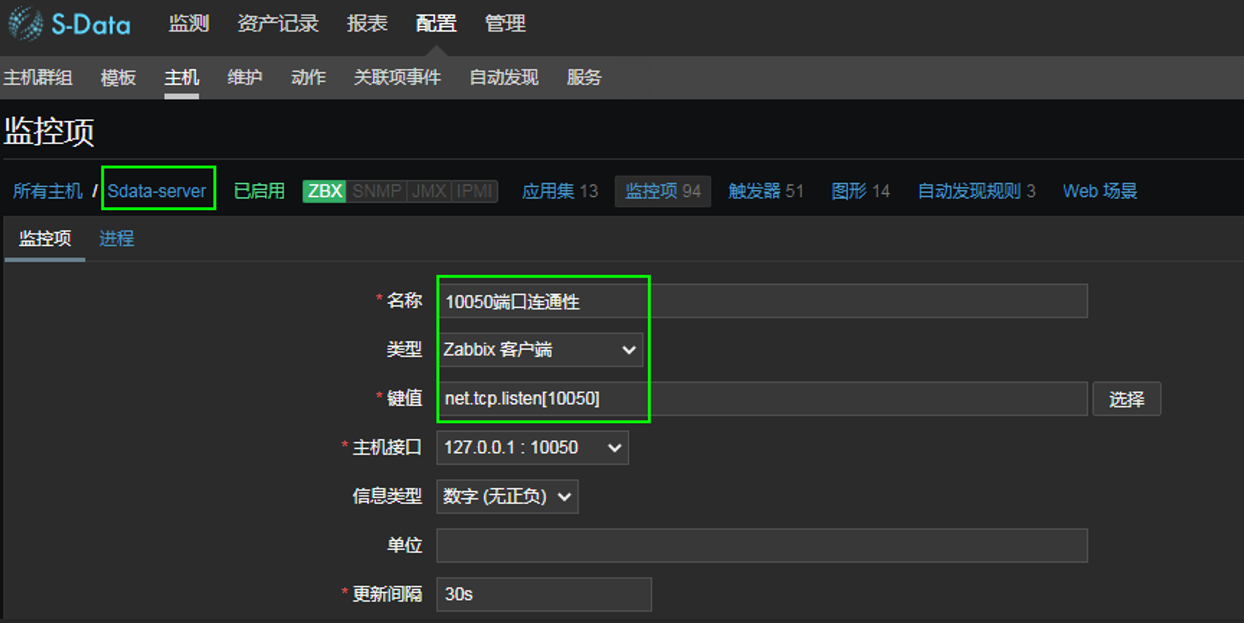 S-Data 监测 资产记录 报表 配置 管理
主机群组 模板 主机 维护 动作 关联项事件 自动发现 服务
监控项
所有主机 / Sdata-server 已启用 ZBX SNMP JMX IPMI 应用集 13 监控项 94 触发器 51 图形 14 自动发现规则 3 Web 场景
监控项 进程
* 名称 10050端口连通性
类型 Zabbix 客户端
* 键值 net.tcp.listen[10050] 选择
* 主机接口 127.0.0.1 : 10050
信息类型 数字 (无正负)
单位
* 更新间隔 30s